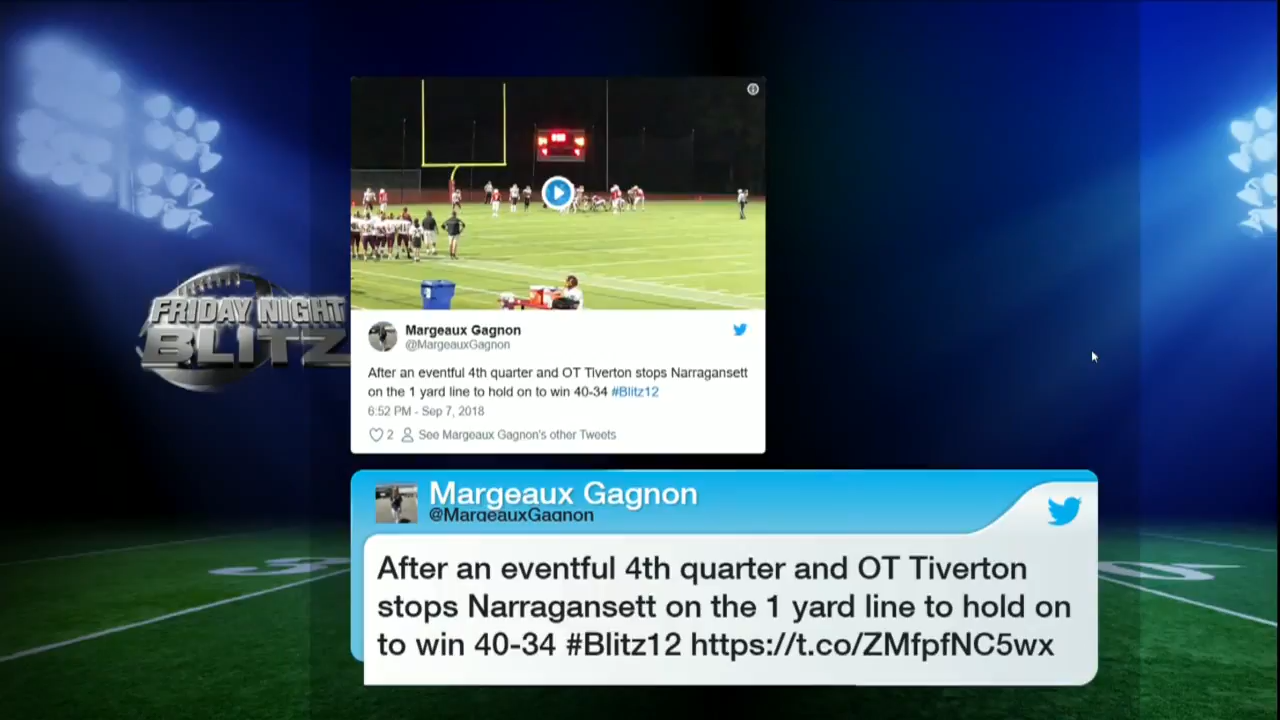 FRIDAY NIGHT
BLITZ
Margeaux Gagnon
@MargeauxGagnon
After an eventful 4th quarter and OT Tiverton stops Narragansett
on the 1 yard line to hold on to win 40-34 #Blitz12
6:52 PM - Sep 7, 2018
2 See Margeaux Gagnon's other Tweets
Margeaux Gagnon
@MargeauxGagnon
After an eventful 4th quarter and OT Tiverton
stops Narragansett on the 1 yard line to hold on
to win 40-34 #Blitz12 https://t.co/ZMfpfNC5wx